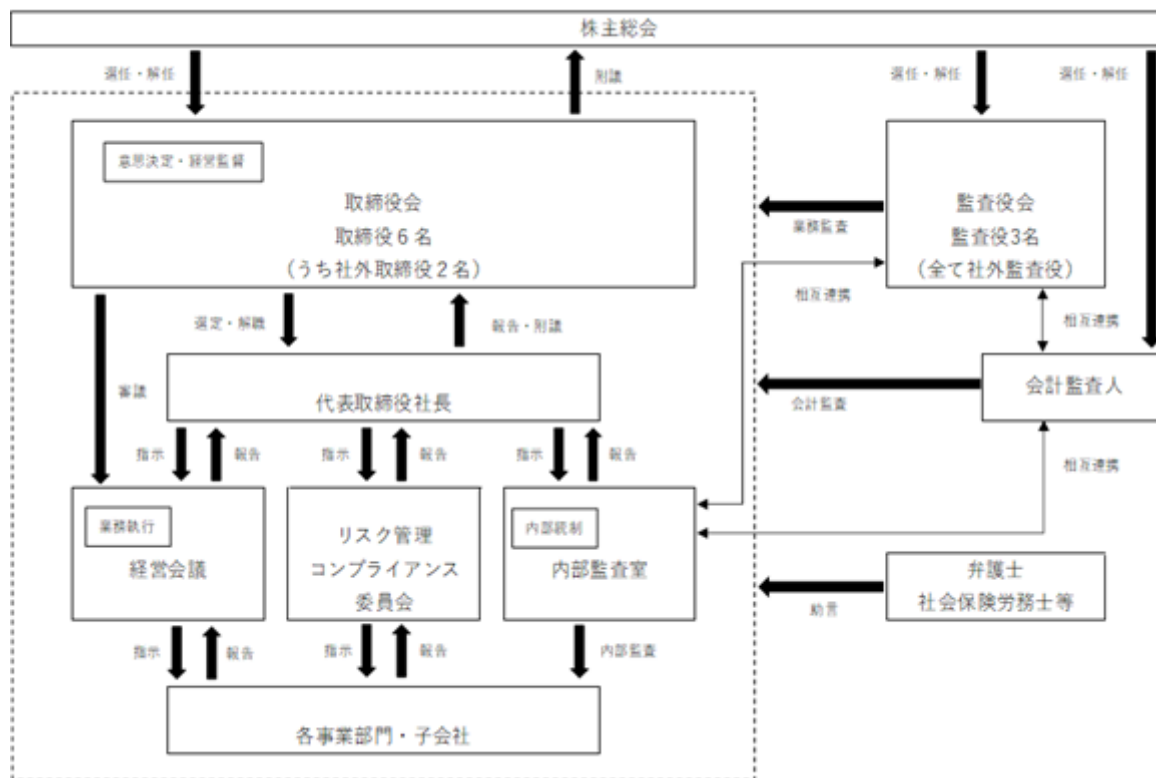 株主総会
選任・解任
附議
選任・解任
選任・解任
意思決定・経営監督
取締役会
取締役6名
(うち社外取締役2名)
監査役会
監査役3名
(全て社外監査役)
業務監査
相互連携
相互連携
選定・解職
報告・附議
審議
代表取締役社長
会計監査人
会計監査
指示
報告
指示
報告
指示
報告
相互連携
業務執行
経営会議
リスク管理
コンプライアンス
委員会
内部統制
内部監査室
弁護士
社会保険労務士等
助言
指示
報告
指示
報告
内部監査
各事業部門・子会社